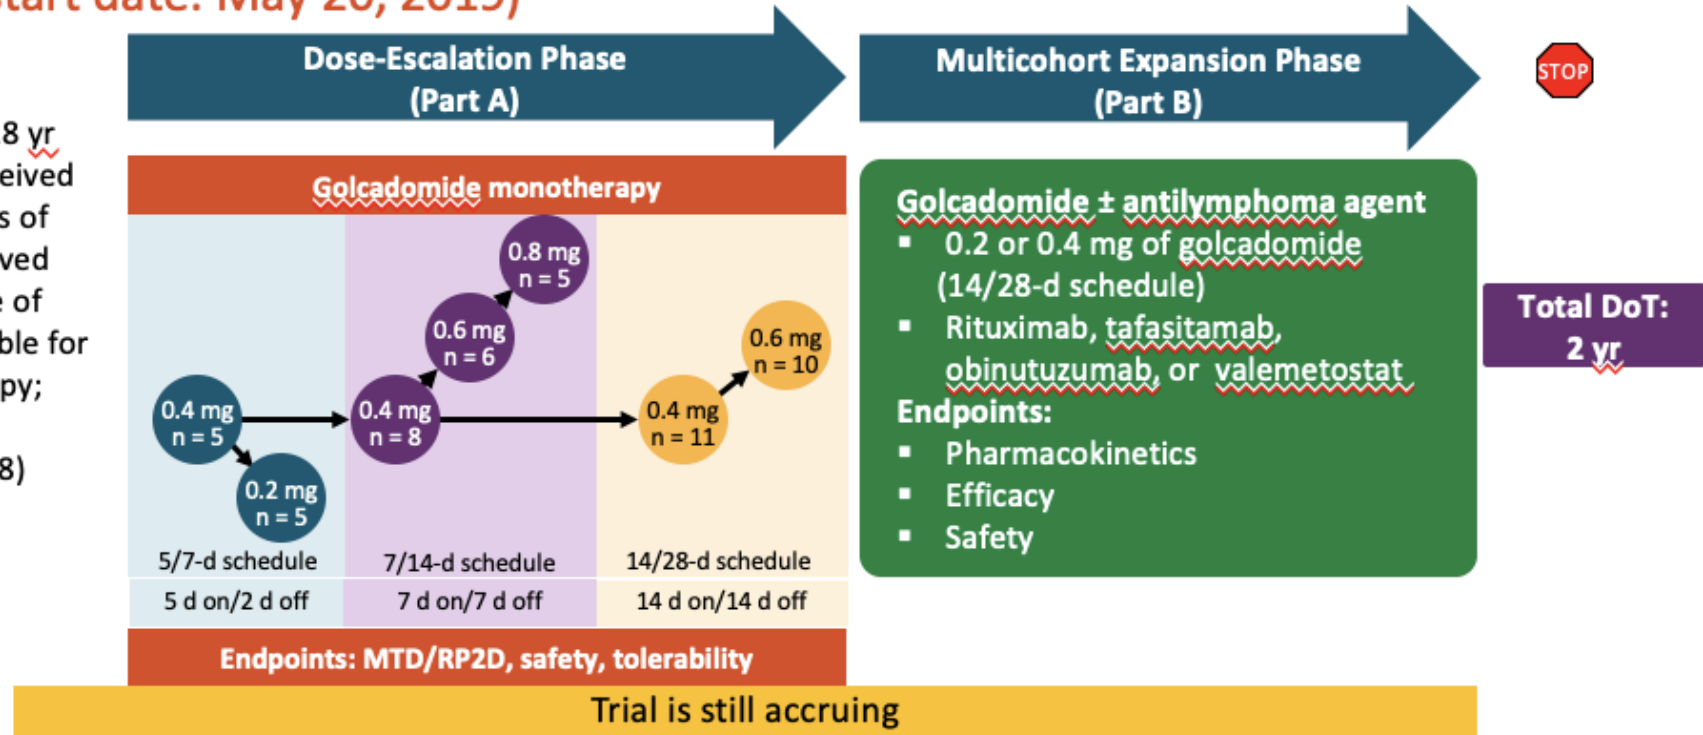 start date: May 20, 2019)
Dose-Escalation Phase
(Part A)
Multicohort Expansion Phase
(Part B)
STOP
8 yr
eived
s of
ved
e of
ble for
py;
8)
Golcadomide monotherapy
0.8 mg
n = 5
0.6 mg
n = 6
0.6 mg
n = 10
0.4 mg
n = 5
0.4 mg
n = 8
0.4 mg
n = 11
0.2 mg
n = 5
5/7-d schedule
7/14-d schedule
14/28-d schedule
5 d on/2 d off
7 d on/7 d off
14 d on/14 d off
Endpoints: MTD/RP2D, safety, tolerability
Golcadomide ± antilymphoma agent
▪ 0.2 or 0.4 mg of golcadomide
(14/28-d schedule)
▪ Rituximab, tafasitamab,
obinutuzumab, or valemetostat
Endpoints:
▪ Pharmacokinetics
▪ Efficacy
▪ Safety
Total DoT:
2 yr
Trial is still accruing